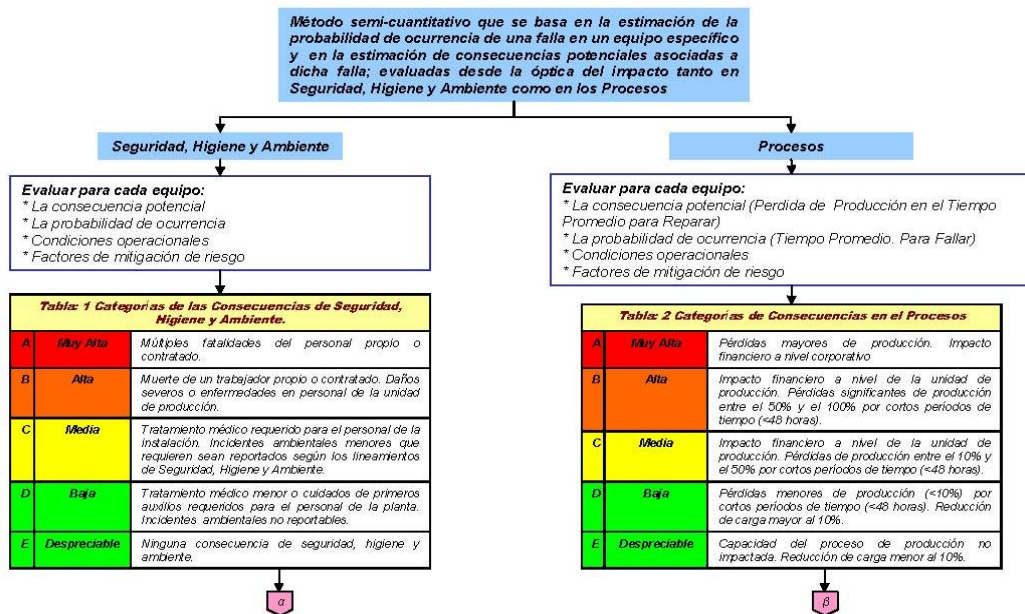 Método semi-cuantitativo que se basa en la estimación de la
probabilidad de ocurrencia de una falla en un equipo específico
y en la estimación de consecuencias potenciales asociadas a
dicha falla; evaluadas desde la óptica del impacto tanto en
Seguridad, Higiene y Ambiente como en los Procesos
Seguridad, Higiene y Ambiente
Evaluar para cada equipo:
* La consecuencia potencial
* La probabilidad de ocurrencia
* Condiciones operacionales
* Factores de mitigación de riesgo
Tabla: 1 Categorías de las Consecuencias de Seguridad,
Higiene y Ambiente.
A Muy Alta Múltiples fatalidades del personal propio o
contratado.
B Alta Muerte de un trabajador propio o contratado. Daños
severos o enfermedades en personal de la unidad
de producción.
C Media Tratamiento médico requerido para el personal de la
instalación. Incidentes ambientales menores que
requieren sean reportados según los lineamientos
de Seguridad, Higiene y Ambiente.
D Baja Tratamiento médico menor o cuidados de primeros
auxilios requeridos para el personal de la planta.
Incidentes ambientales no reportables.
E Despreciable Ninguna consecuencia de seguridad, higiene y
ambiente.
α
Procesos
Evaluar para cada equipo:
* La consecuencia potencial (Perdida de Producción en el Tiempo
Promedio para Reparar)
* La probabilidad de ocurrencia (Tiempo Promedio. Para Fallar)
* Condiciones operacionales
* Factores de mitigación de riesgo
Tabla: 2 Categorías de Consecuencias en el Procesos
A Muy Alta Pérdidas mayores de producción. Impacto
financiero a nivel corporativo
B Alta Impacto financiero a nivel de la unidad de
producción. Pérdidas significantes de producción
entre el 50% y el 100% por cortos períodos de
tiempo (<48 horas).
C Media Impacto financiero a nivel de la unidad de
producción. Pérdidas de producción entre el 10% y
el 50% por cortos períodos de tiempo (<48 horas).
D Baja Pérdidas menores de producción (<10%) por
cortos períodos de tiempo (<48 horas). Reducción
de carga mayor al 10%.
E Despreciable Capacidad del proceso de producción no
impactada. Reducción de carga menor al 10%.
β